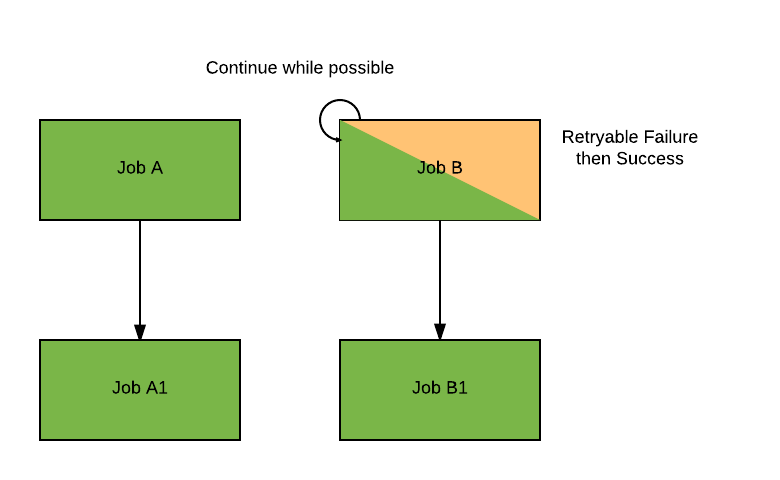 Continue while possible
Job A
Job B
Retryable Failure
then Success
Job A1
Job B1